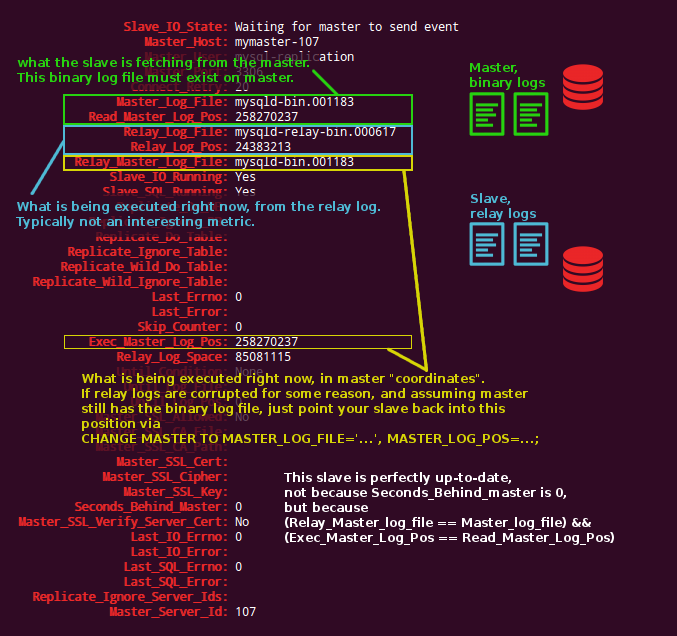 Slave_IO_State: Waiting for master to send event
Master_Host: mymaster-107
Master_User: mysql-replication
what the slave is fetching from the master.
This binary log file must exist on master.
Connect_Retry: 20
Master_Log_File: mysqld-bin.001183
Read_Master_Log_Pos: 258270237
Relay_Log_File: mysqld-relay-bin.000617
Relay_Log_Pos: 24383213
Relay_Master_Log_File: mysqld-bin.001183
Slave_IO_Running: Yes
Slave_SQL_Running: Yes
What is being executed right now, from the relay log.
Typically not an interesting metric.
Replicate_Do_Table:
Replicate_Ignore_Table:
Replicate_Wild_Do_Table:
Replicate_Wild_Ignore_Table:
Last_Errno: 0
Last_Error:
Skip_Counter: 0
Exec_Master_Log_Pos: 258270237
Relay_Log_Space: 85081115
Until_Condition: None
What is being executed right now, in master "coordinates".
If relay logs are corrupted for some reason, and assuming master
still has the binary log file, just point your slave back into this
position via
CHANGE MASTER TO MASTER_LOG_FILE='...', MASTER_LOG_POS=...;
Master_SSL_Cert:
Master_SSL_Cipher:
Master_SSL_Key:
Seconds_Behind_Master: 0
Master_SSL_Verify_Server_Cert: No
Last_IO_Errno: 0
Last_IO_Error:
Last_SQL_Errno: 0
Last_SQL_Error:
Replicate_Ignore_Server_Ids:
Master_Server_Id: 107
Master,
binary logs
Slave,
relay logs
This slave is perfectly up-to-date,
not because Seconds_Behind_master is 0,
but because
(Relay_Master_log_file == Master_log_file) &&
(Exec_Master_Log_Pos == Read_Master_Log_Pos)